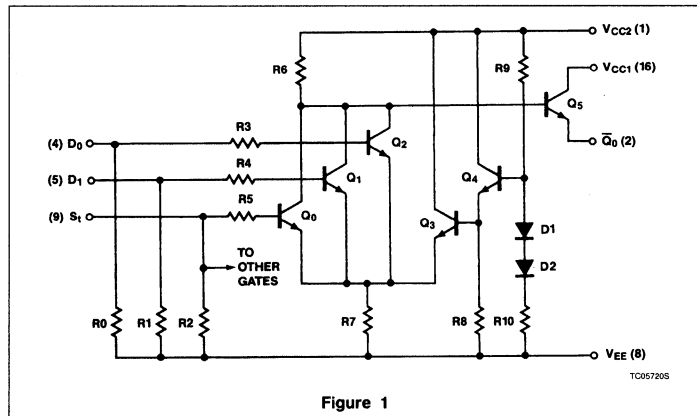 VCC2 (1)
R6
R9
VCC1 (16)
Q5
R3
Q̅0 (2)
(4) D0
Q2
R4
(5) D1
Q4
Q1
R5
(9) St
Q3
D1
Q0
TO
OTHER
GATES
D2
R0
R1
R2
R7
R8
R10
VEE (8)
TC05720S
Figure 1